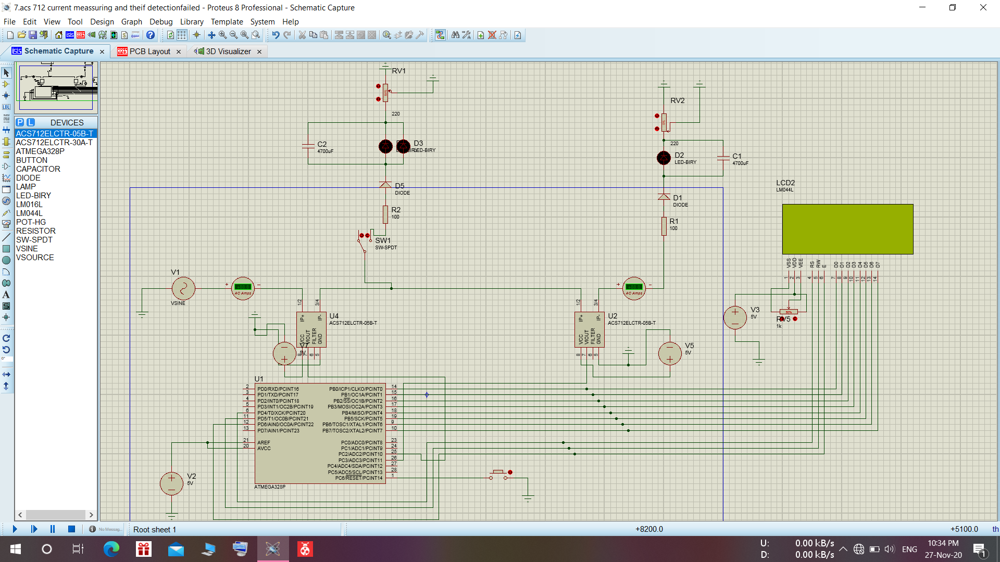 7.acs 712 current meassuring and theif detectionfailed - Proteus 8 Professional - Schematic Capture
File Edit View Tool Design Graph Debug Library Template System Help
Schematic Capture
PCB Layout
3D Visualizer
P L DEVICES
ACS712ELCTR-05B-T
ACS712ELCTR-30A-T
ATMEGA328P
BUTTON
CAPACITOR
DIODE
LAMP
LED-BIRY
LM016L
LM044L
POT-HG
RESISTOR
SW-SPDT
VSINE
VSOURCE
RV1
220
C2
4700uF
D3
LED-BIRY
D5
DIODE
R2
100
SW1
SW-SPDT
RV2
220
D2
LED-BIRY
C1
4700uF
D1
DIODE
R1
100
LCD2
LM044L
VSS VDD VEE RS RW E D0 D1 D2 D3 D4 D5 D6 D7
1 2 3 4 5 6 7 8 9 10 11 12 13 14
V1
VSINE
AC Amps
AC Amps
1/2 3/4
IP+ IP-
VCC VIOUT FILTER GND
8 7 6 5
U4
ACS712ELCTR-05B-T
V7
5V
1/2 3/4
IP+ IP-
VCC VIOUT FILTER GND
8 7 6 5
U2
ACS712ELCTR-05B-T
V5
5V
V3
5V
50%
RV5
1k
U1
2 PD0/RXD/PCINT16 PB0/ICP1/CLKO/PCINT0 14
3 PD1/TXD/PCINT17 PB1/OC1A/PCINT1 15
4 PD2/INT0/PCINT18 PB2/SS/OC1B/PCINT2 16
5 PD3/INT1/OC2B/PCINT19 PB3/MOSI/OC2A/PCINT3 17
6 PD4/T0/XCK/PCINT20 PB4/MISO/PCINT4 18
11 PD5/T1/OC0B/PCINT21 PB5/SCK/PCINT5 19
12 PD6/AIN0/OC0A/PCINT22 PB6/TOSC1/XTAL1/PCINT6 9
13 PD7/AIN1/PCINT23 PB7/TOSC2/XTAL2/PCINT7 10
21 AREF PC0/ADC0/PCINT8 23
20 AVCC PC1/ADC1/PCINT9 24
PC2/ADC2/PCINT10 25
PC3/ADC3/PCINT11 26
PC4/ADC4/SDA/PCINT12 27
PC5/ADC5/SCL/PCINT13 28
PC6/RESET/PCINT14 1
ATMEGA328P
V2
5V
No Messag...
Root sheet 1
+8200.0
+5100.0 th
U: 0.00 kB/s
D: 0.00 kB/s
ENG
10:34 PM
27-Nov-20
1